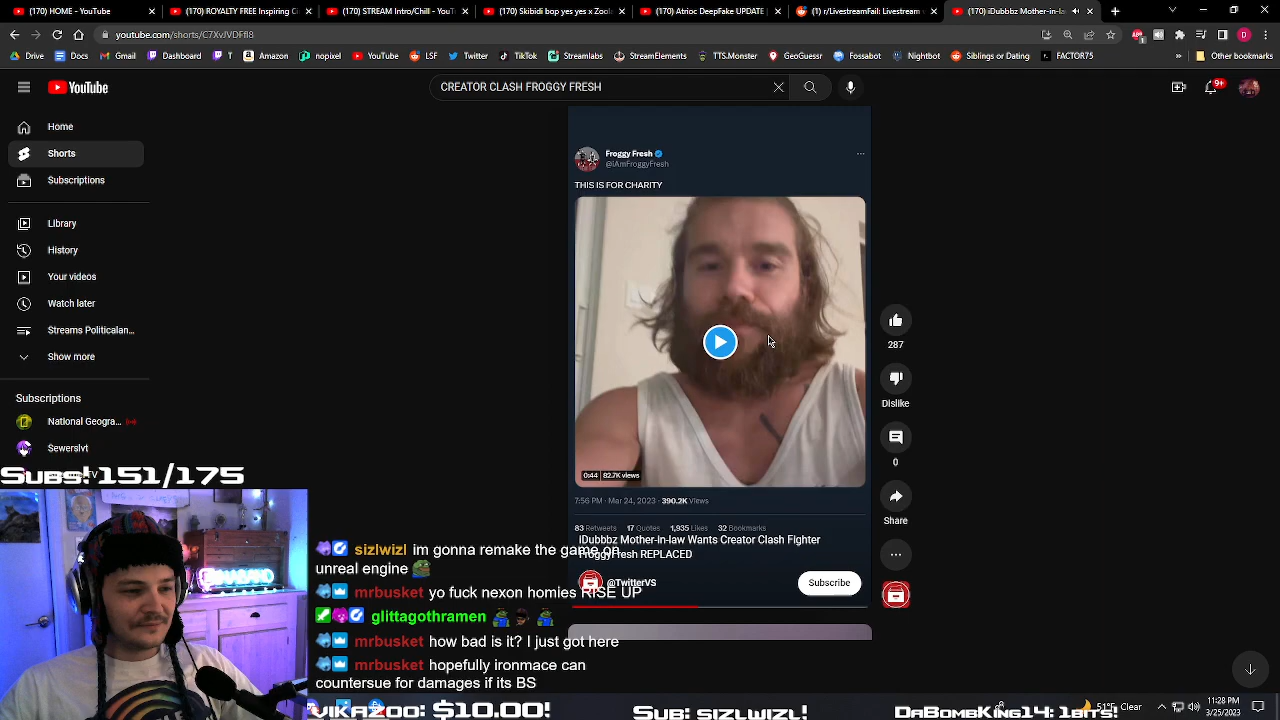 (170) HOME - YouTube
(170) ROYALTY FREE Inspiring Ci
(170) STREAM Intro/Chill - YouT
(170) Skibidi bop yes yes x Zool
(170) Atrioc DeepFake UPDATE
(1) r/LivestreamFail: Livestream
(170) iDubbbz Mother-in-la
youtube.com/shorts/
YouTube Docs Gmail Dashboard T Amazon nopixel YouTube LSF Twitter TikTok Streamlabs StreamElements TTS.Monster GeoGuessr Fossabot Nightbot Siblings or Dating FACTOR75 » Other bookmarks
YouTube
CREATOR CLASH FROGGY FRESH
9+
Home
Shorts
Subscriptions
Library
History
Your videos
Watch later
Streams Politicalan...
Show more
Subscriptions
National Geogra...
Sewerivt
Froggy Fresh
@IAmFroggyFresh
THIS IS FOR CHARITY
0:44 | 82.7K views
7:56 PM · Mar 24, 2023 · 390.2K Views
83 Retweets 17 Quotes 1,935 Likes 32 Bookmarks
iDubbbz Mother-in-law Wants Creator Clash Fighter
Froggy Fresh REPLACED
@TwitterVS
Subscribe
287
Dislike
0
Share
Subs! 151/175
sizlwizl im gonna remake the game on
unreal engine
mrbusket yo fuck nexon homies RISE UP
glittagothramen
mrbusket how bad is it? I just got here
mrbusket hopefully ironmace can
countersue for damages if its BS
vikazoo: $10.00!
Sub: sizlwizl!
DaBombKing14: 1bits!
51°F Clear
11:28 PM
3/25/2023